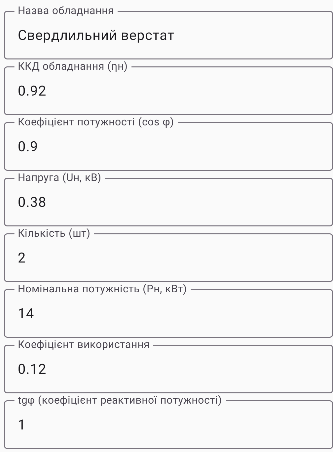 Назва обладнання
Свердлильний верстат
ККД обладнання (ηн)
0.92
Коефіцієнт потужності (cos φ)
0.9
Напруга (Uн, кВ)
0.38
Кількість (шт)
2
Номінальна потужність (Рн, кВт)
14
Коефіцієнт використання
0.12
tgφ (коефіцієнт реактивної потужності)
1